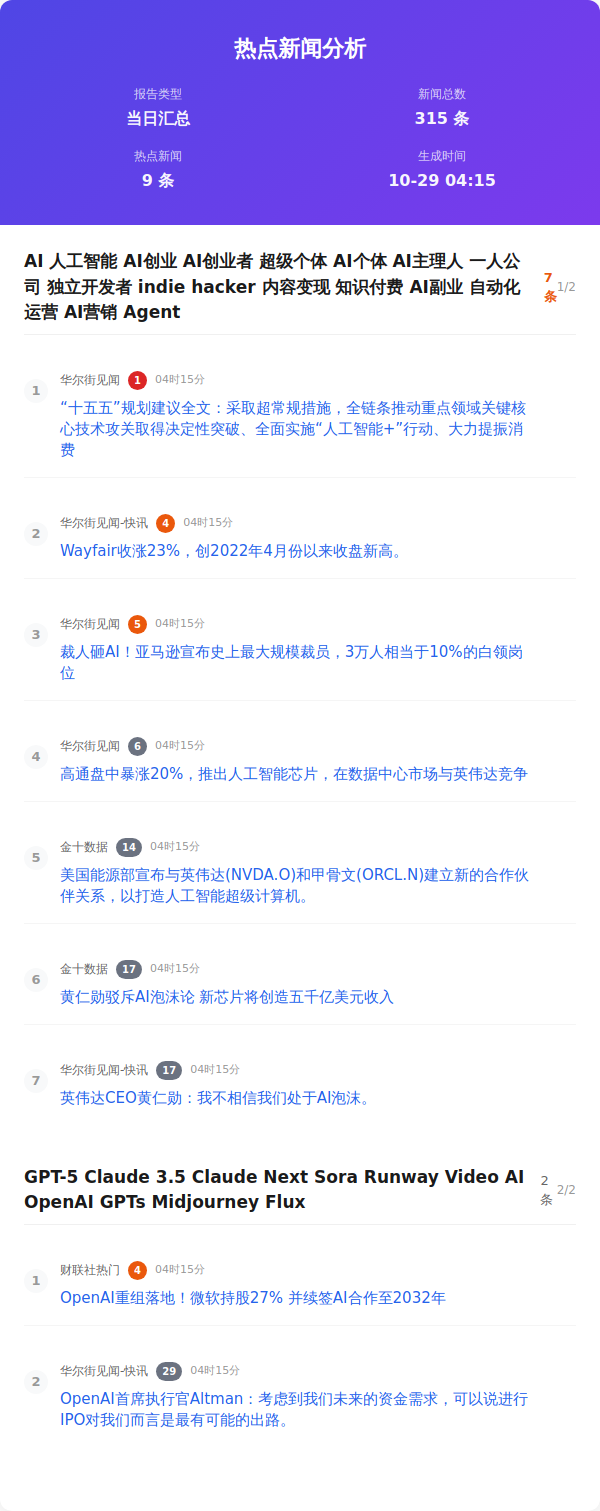 热点新闻分析
报告类型
当日汇总
新闻总数
315 条
热点新闻
9 条
生成时间
10-29 04:15
AI 人工智能 AI创业 AI创业者 超级个体 AI个体 AI主理人 一人公
司 独立开发者 indie hacker 内容变现 知识付费 AI副业 自动化
运营 AI营销 Agent
7
条
1/2
1
华尔街见闻 1 04时15分
“十五五”规划建议全文：采取超常规措施，全链条推动重点领域关键核
心技术攻关取得决定性突破、全面实施“人工智能+”行动、大力提振消
费
2
华尔街见闻-快讯 4 04时15分
Wayfair收涨23%，创2022年4月份以来收盘新高。
3
华尔街见闻 5 04时15分
裁人砸AI！亚马逊宣布史上最大规模裁员，3万人相当于10%的白领岗
位
4
华尔街见闻 6 04时15分
高通盘中暴涨20%，推出人工智能芯片，在数据中心市场与英伟达竞争
5
金十数据 14 04时15分
美国能源部宣布与英伟达(NVDA.O)和甲骨文(ORCL.N)建立新的合作伙
伴关系，以打造人工智能超级计算机。
6
金十数据 17 04时15分
黄仁勋驳斥AI泡沫论 新芯片将创造五千亿美元收入
7
华尔街见闻-快讯 17 04时15分
英伟达CEO黄仁勋：我不相信我们处于AI泡沫。
GPT-5 Claude 3.5 Claude Next Sora Runway Video AI
OpenAI GPTs Midjourney Flux
2
条
2/2
1
财联社热门 4 04时15分
OpenAI重组落地！微软持股27% 并续签AI合作至2032年
2
华尔街见闻-快讯 29 04时15分
OpenAI首席执行官Altman：考虑到我们未来的资金需求，可以说进行
IPO对我们而言是最有可能的出路。